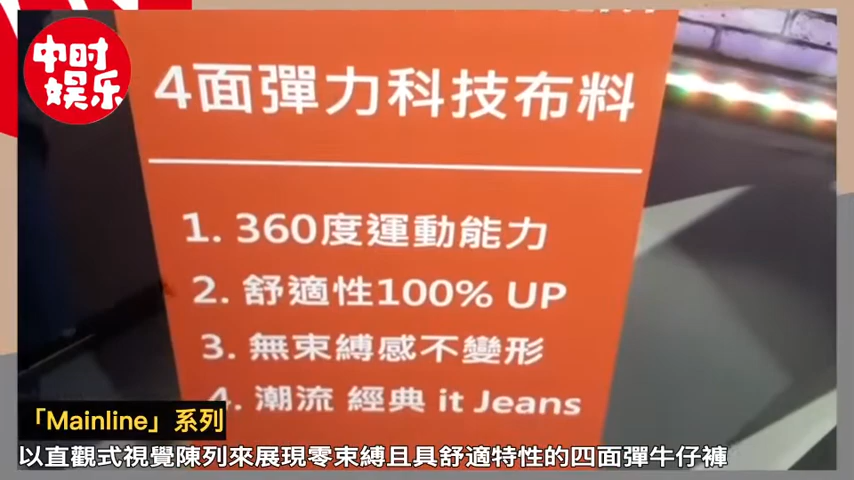 中时
娱乐
4面彈力科技布料
1. 360度運動能力
2. 舒適性100% UP
3. 無束縛感不變形
4. 潮流 經典 it Jeans
「Mainline」系列
以直觀式視覺陳列來展現零束縛且具舒適特性的四面彈牛仔褲